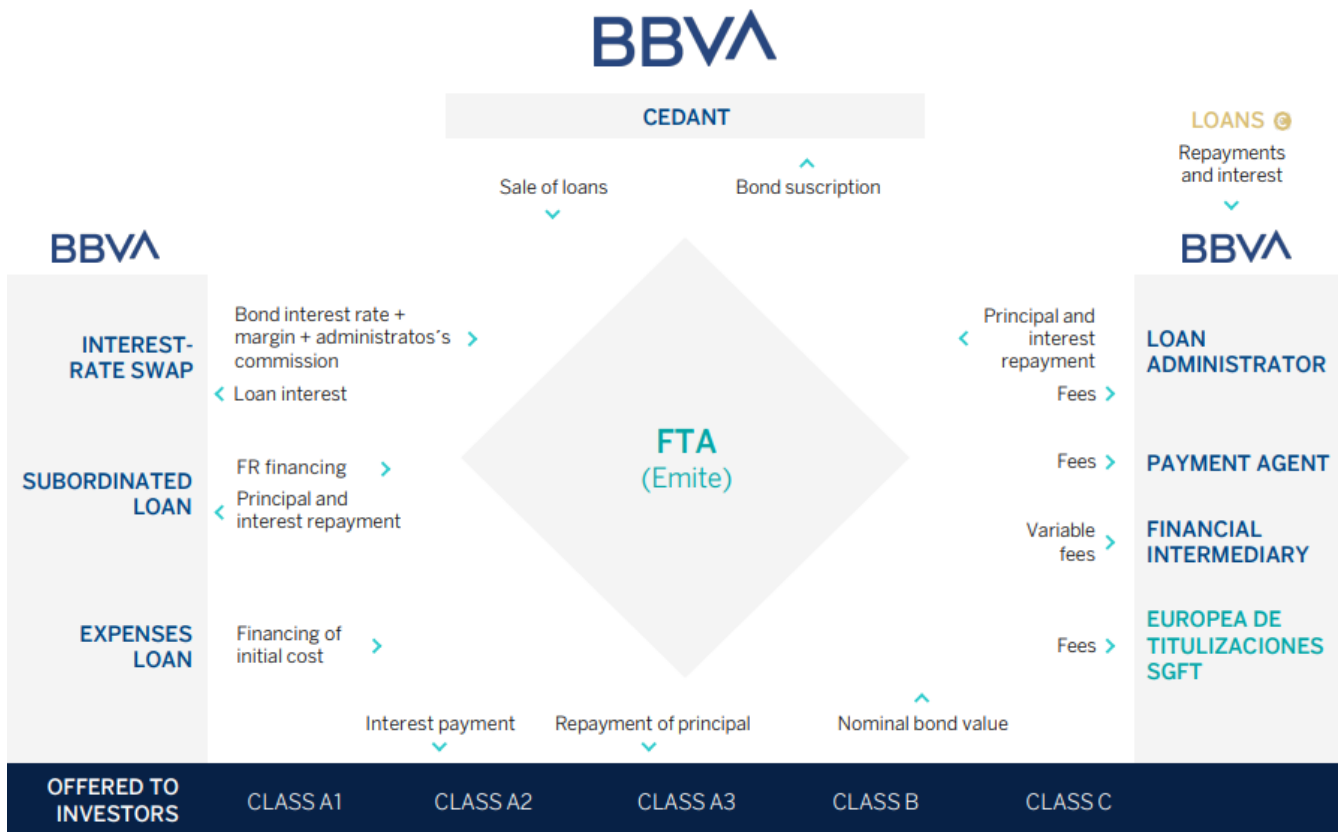 BBVA
CEDANT
LOANS €
Repayments
and interest
Sale of loans
Bond suscription
BBVA
BBVA
INTEREST-
RATE SWAP
Bond interest rate +
margin + administratos´s
commission
Loan interest
Principal and
interest
repayment
Fees
LOAN
ADMINISTRATOR
SUBORDINATED
LOAN
FR financing
Principal and
interest repayment
FTA
(Emite)
Fees
PAYMENT AGENT
Variable
fees
FINANCIAL
INTERMEDIARY
EXPENSES
LOAN
Financing of
initial cost
Fees
EUROPEA DE
TITULIZACIONES
SGFT
Interest payment
Repayment of principal
Nominal bond value
OFFERED TO
INVESTORS
CLASS A1
CLASS A2
CLASS A3
CLASS B
CLASS C